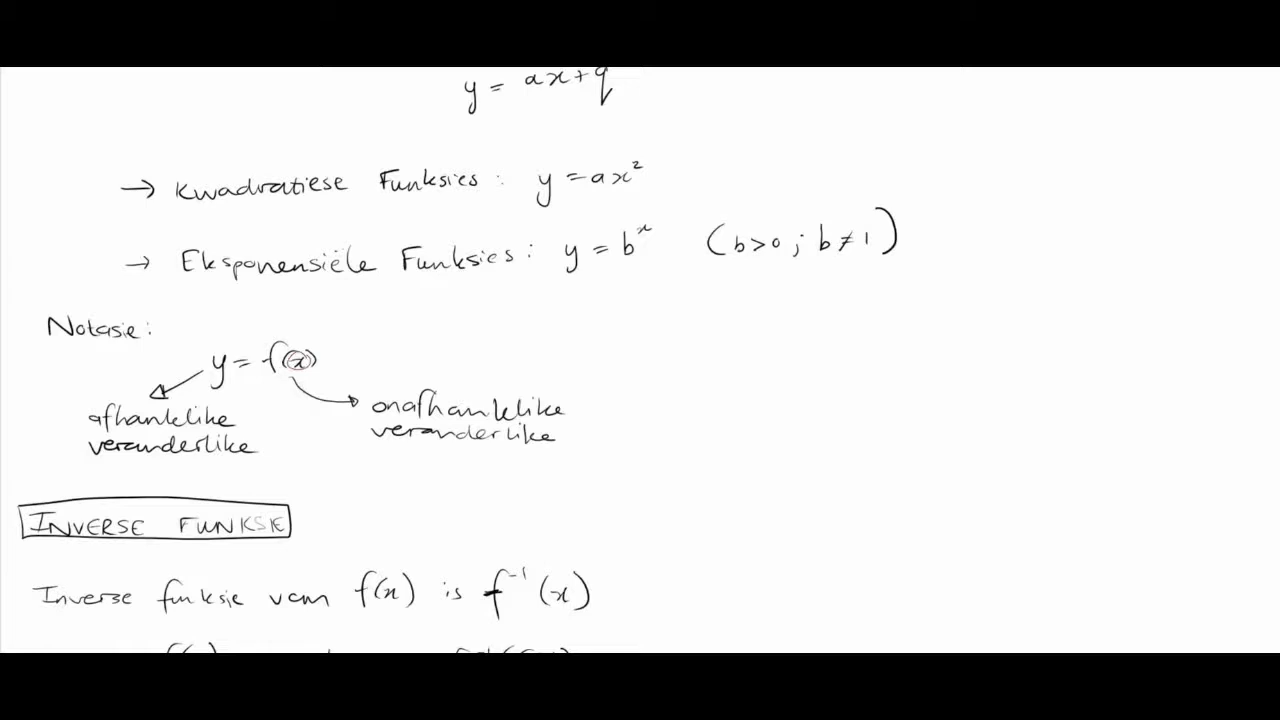 y = ax + q
→ Kwadratiese Funksies : y = ax²
→ Eksponensiële Funksies : y = bˣ (b > 0 ; b ≠ 1)
Notasie :
y = f(x)
afhanklike
veranderlike
onafhanklike
veranderlike
INVERSE FUNKSIE
Inverse funksie van f(x) is f⁻¹(x)